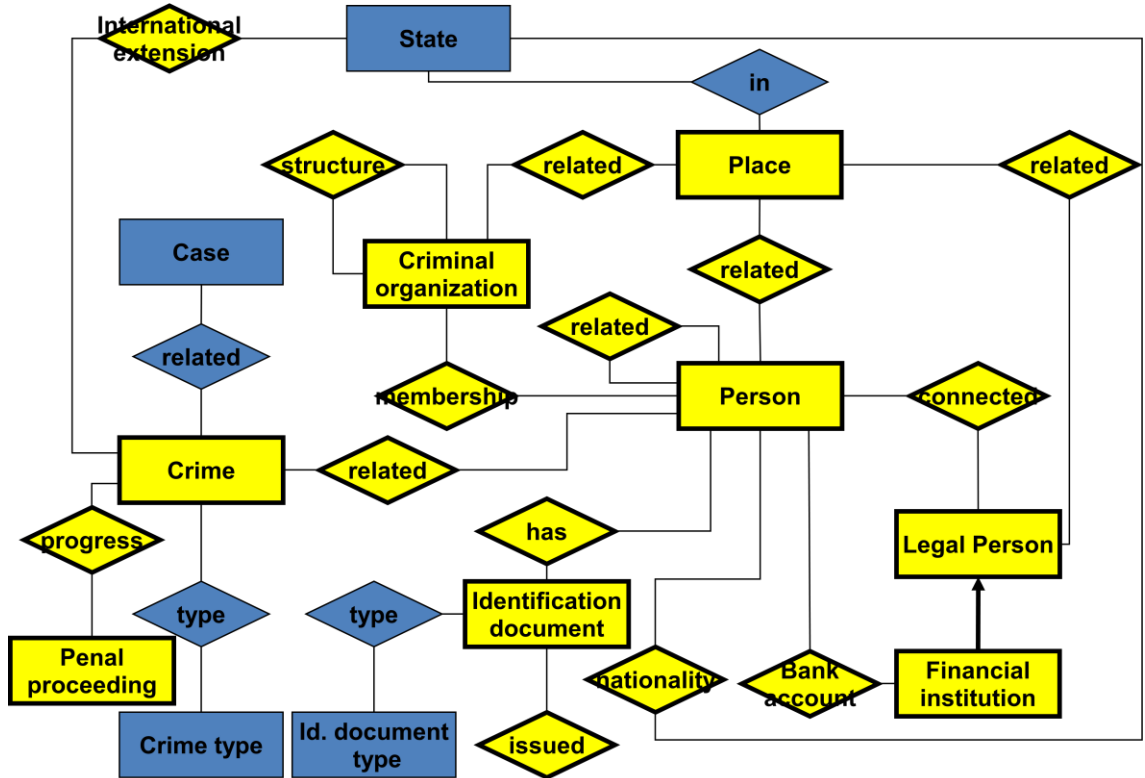 International
extension
State
in
structure
related
Place
related
Case
Criminal
organization
related
related
related
membership
Person
connected
Crime
related
progress
has
Legal Person
type
type
Identification
document
Penal
proceeding
nationality
Bank
account
Financial
institution
Crime type
Id. document
type
issued